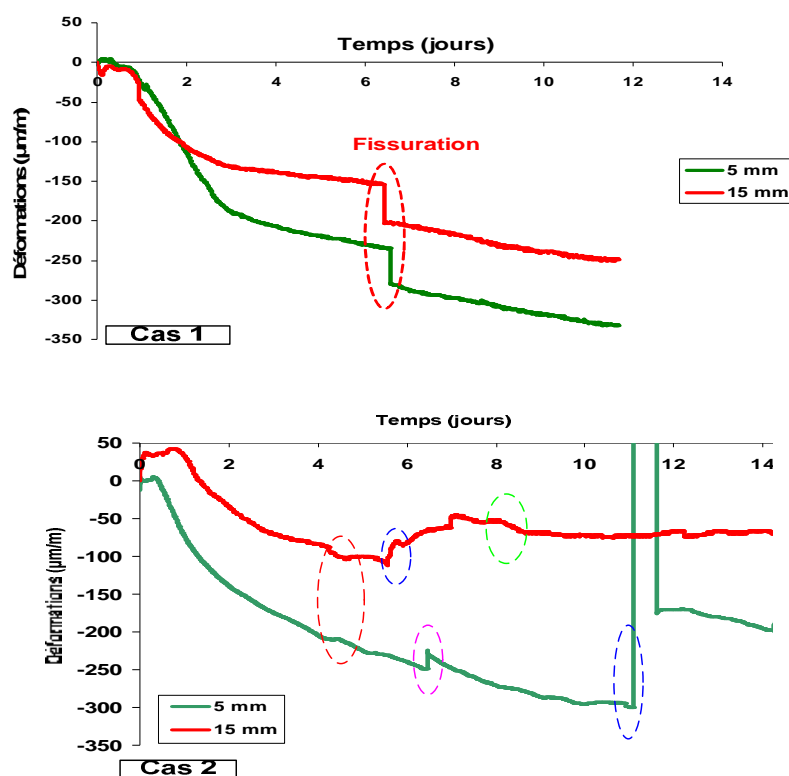 Temps (jours)
50
0
-50
-100
-150
-200
-250
-300
-350
0 2 4 6 8 10 12 14
Déformations (µm/m)
Fissuration
5 mm
15 mm
Cas 1
Temps (jours)
50
0
-50
-100
-150
-200
-250
-300
-350
0 2 4 6 8 10 12 14
Déformations (µm/m)
5 mm
15 mm
Cas 2